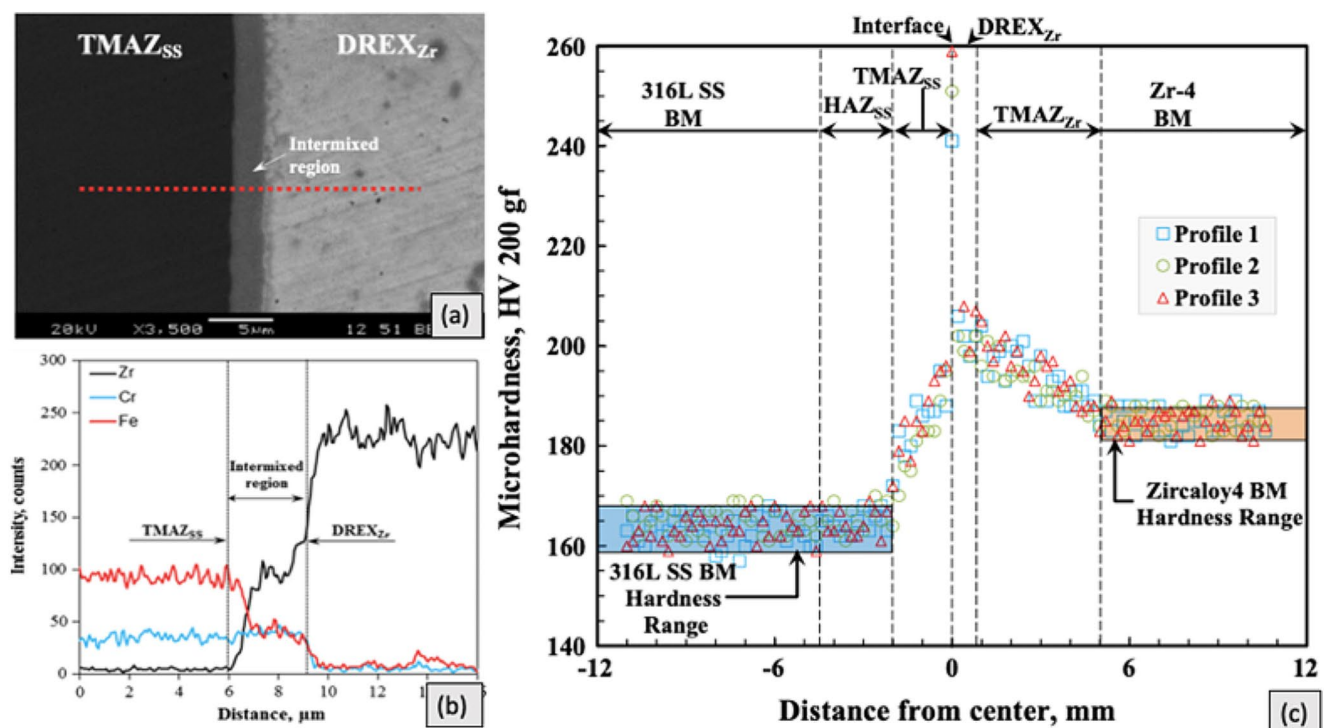 TMAZSS
DREXZr
Intermixed
region
20kV
X3,500
5µm
12 51
(a)
300
250
200
150
100
50
0
Intensity, counts
Zr
Cr
Fe
Intermixed
region
TMAZSS
DREXZr
0
2
4
6
8
10
12
Distance, µm
(b)
Interface
DREXZr
260
240
220
200
180
160
140
Microhardness, HV 200 gf
316L SS
BM
HAZSS
TMAZSS
TMAZZr
Zr-4
BM
Profile 1
Profile 2
Profile 3
Zircaloy4 BM
Hardness Range
316L SS BM
Hardness
Range
-12
-6
0
6
12
Distance from center, mm
(c)